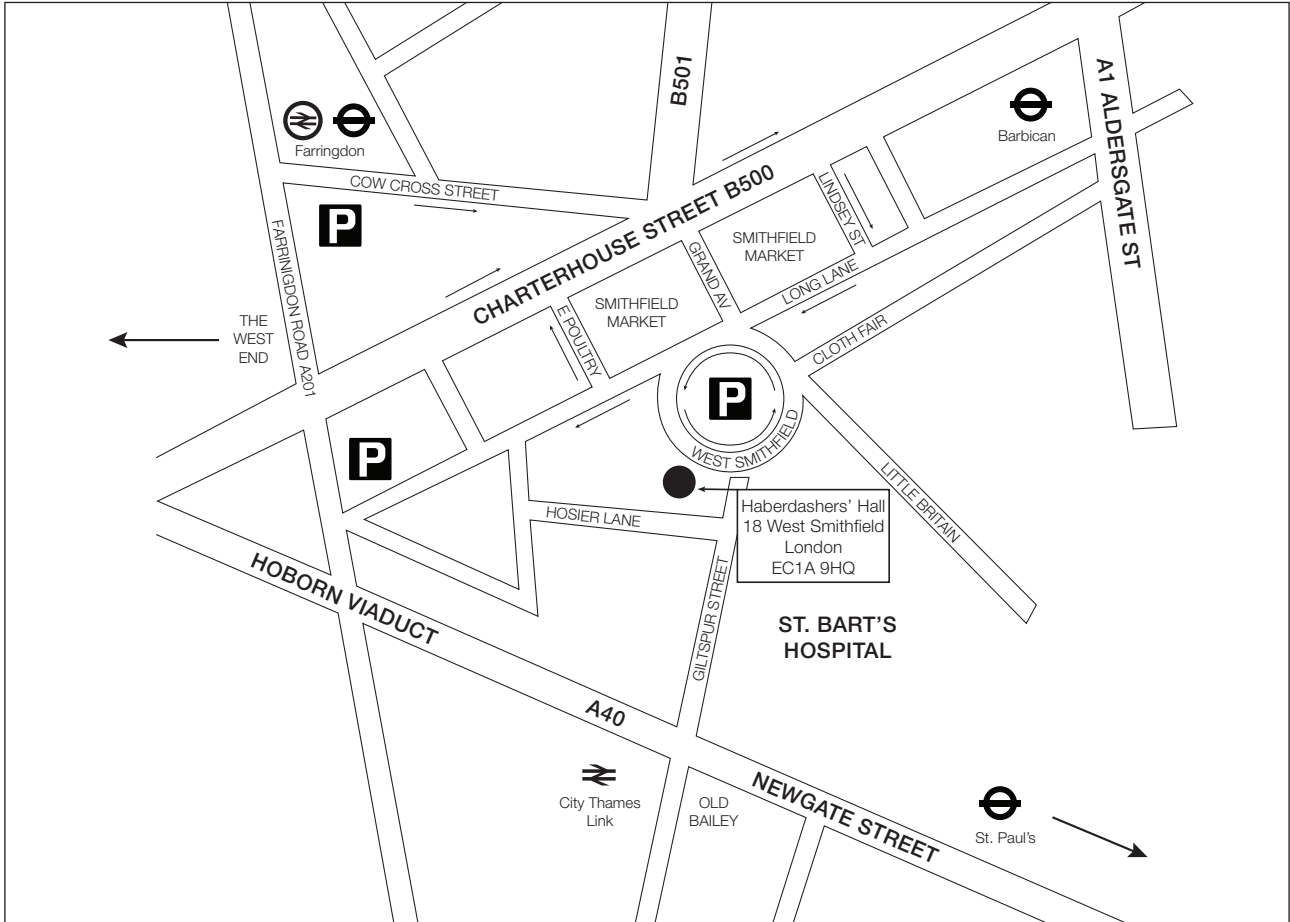 B501
A1 ALDERSGATE ST
Farringdon
Barbican
COW CROSS STREET
P
CHARTERHOUSE STREET B500
LINDSEY ST
FARRINIGDON ROAD A201
SMITHFIELD
MARKET
GRAND AV
LONG LANE
SMITHFIELD
MARKET
E POULTRY
THE
WEST
END
CLOTH FAIR
P
WEST SMITHFIELD
P
LITTLE BRITAIN
HOSIER LANE
Haberdashers' Hall
18 West Smithfield
London
EC1A 9HQ
HOBORN VIADUCT
GILTSPUR STREET
ST. BART'S
HOSPITAL
A40
City Thames
Link
OLD
BAILEY
NEWGATE STREET
St. Paul's